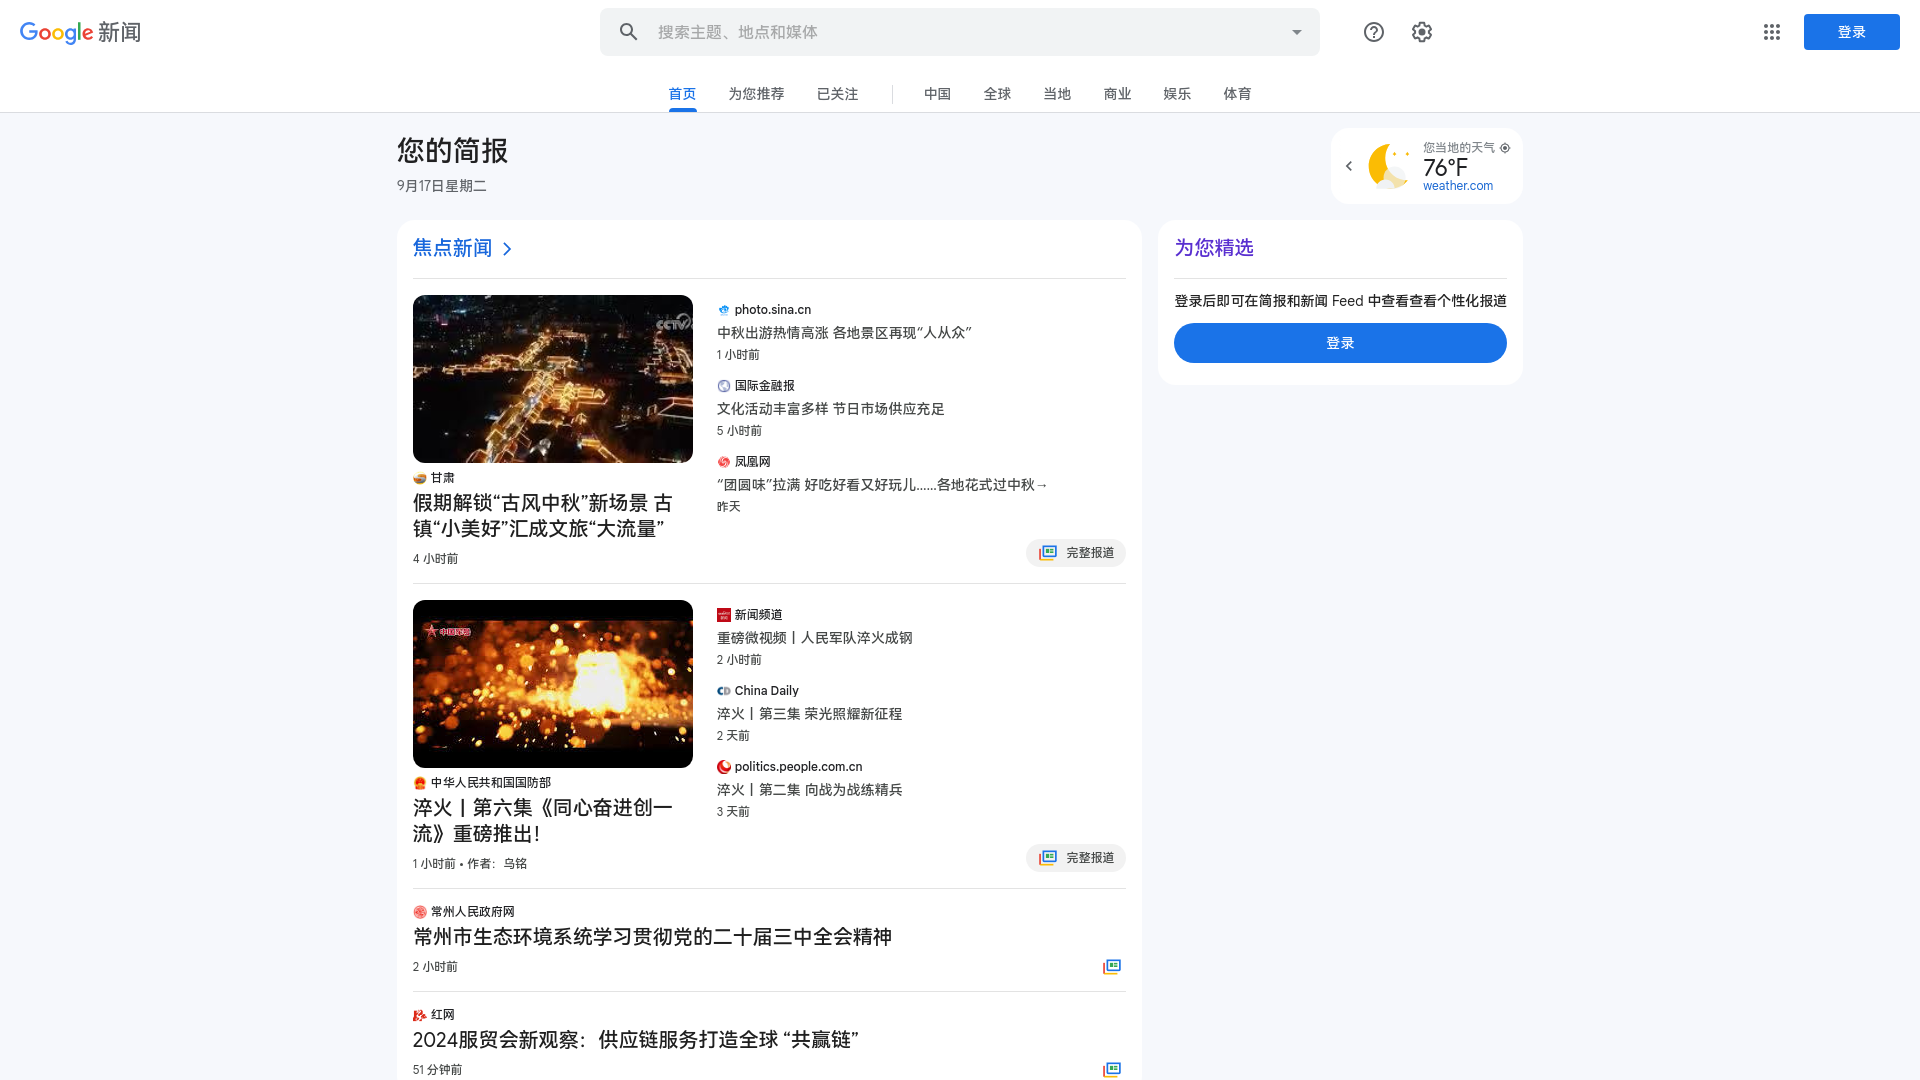 Google 新闻
搜索主题、地点和媒体
登录
首页
为您推荐
已关注
中国
全球
当地
商业
娱乐
体育
您的简报
9月17日星期二
您当地的天气
76°F
weather.com
焦点新闻
CCTV
甘肃
假期解锁“古风中秋”新场景 古
镇“小美好”汇成文旅“大流量”
4 小时前
photo.sina.cn
中秋出游热情高涨 各地景区再现“人从众”
1 小时前
国际金融报
文化活动丰富多样 节日市场供应充足
5 小时前
凤凰网
“团圆味”拉满 好吃好看又好玩儿……各地花式过中秋→
昨天
完整报道
中国军号
中华人民共和国国防部
淬火丨第六集《同心奋进创一
流》重磅推出！
1 小时前 • 作者：乌铭
新闻频道
重磅微视频丨人民军队淬火成钢
2 小时前
China Daily
淬火丨第三集 荣光照耀新征程
2 天前
politics.people.com.cn
淬火丨第二集 向战为战练精兵
3 天前
完整报道
常州人民政府网
常州市生态环境系统学习贯彻党的二十届三中全会精神
2 小时前
红网
2024服贸会新观察：供应链服务打造全球 “共赢链”
51 分钟前
为您精选
登录后即可在简报和新闻 Feed 中查看查看个性化报道
登录